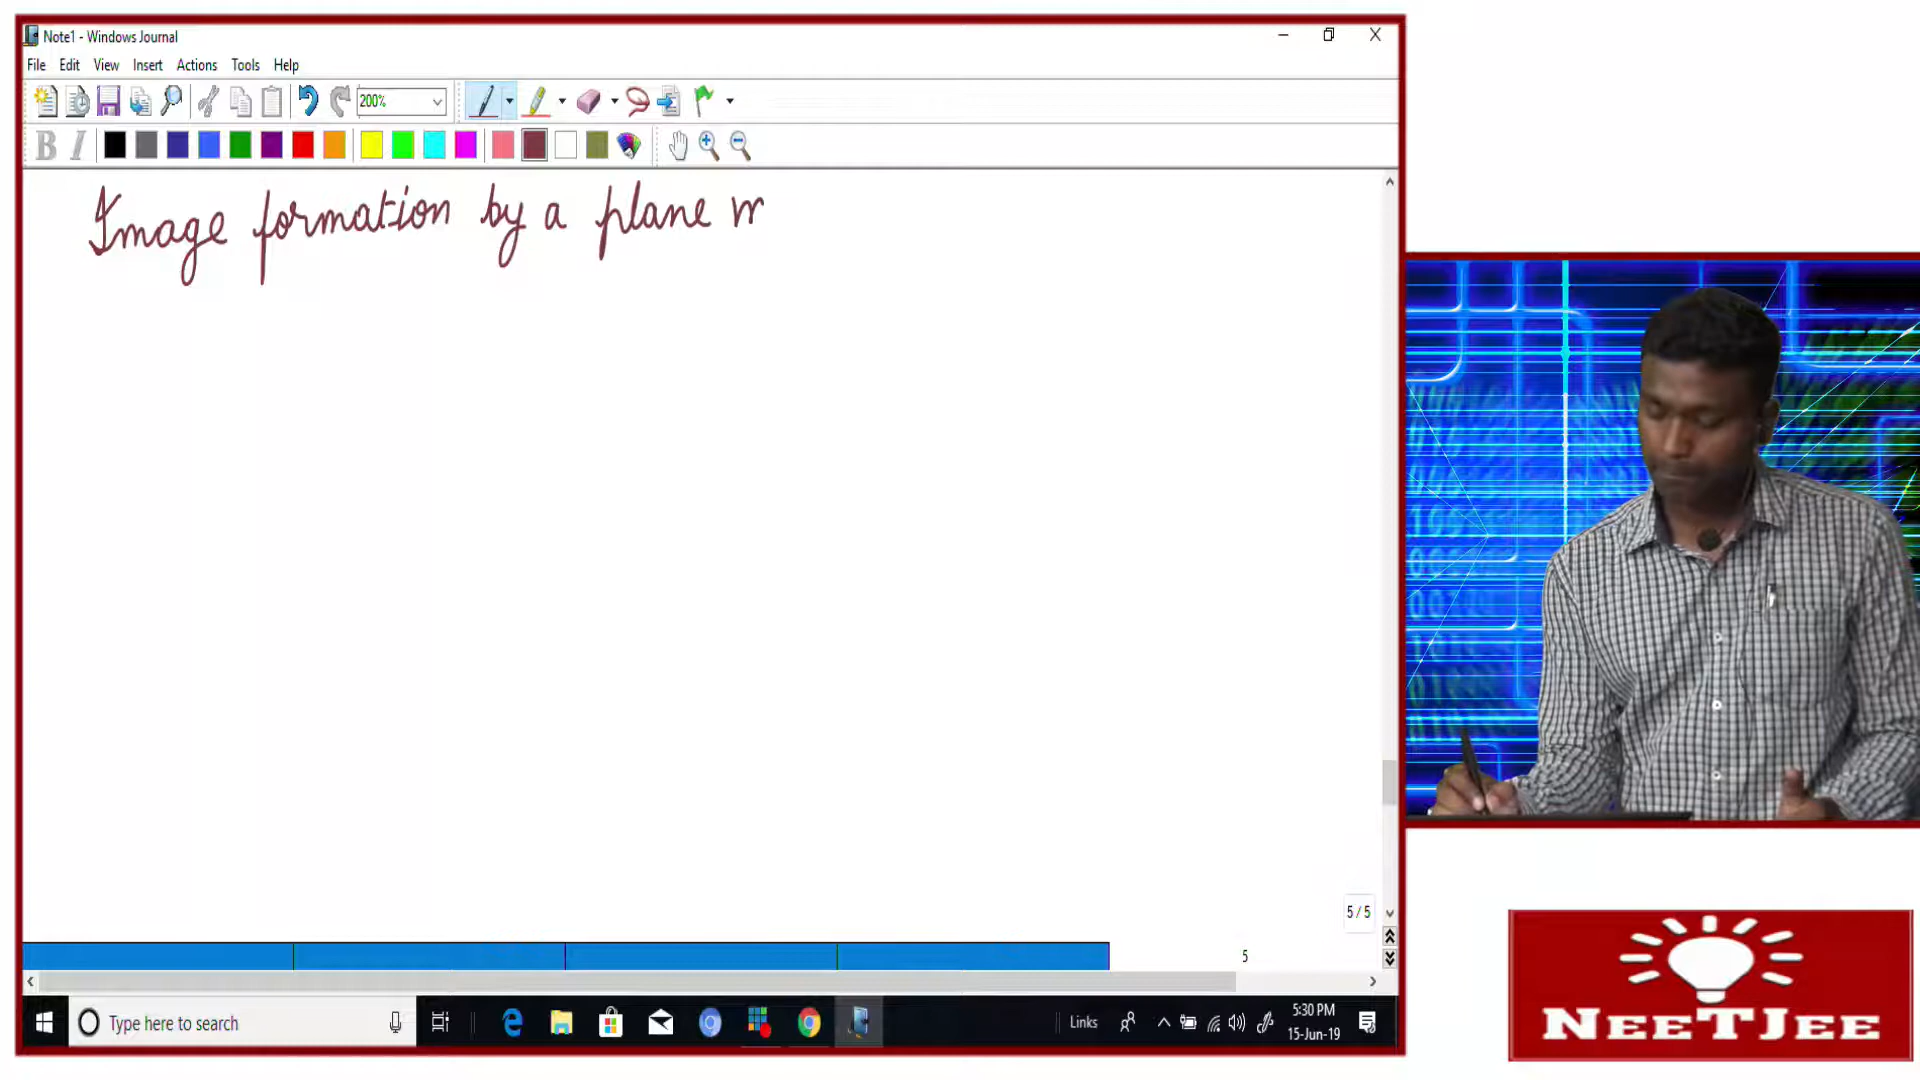 Note1 - Windows Journal
File Edit View Insert Actions Tools Help
200%
B I
Image formation by a plane m
5 / 5
5
Type here to search
Links
5:30 PM
15-Jun-19
NEETJEE